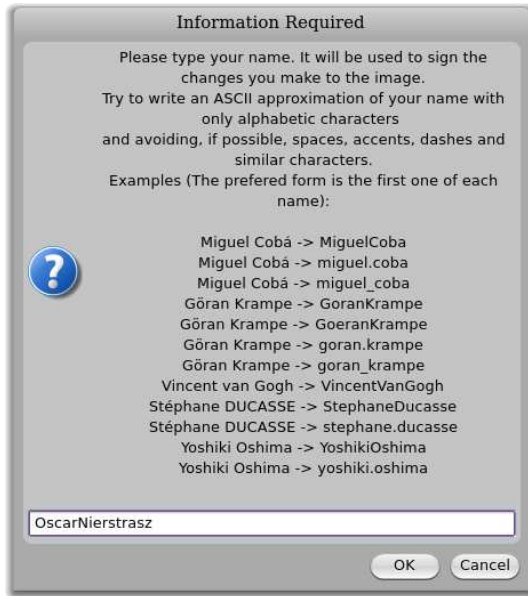 Information Required
Please type your name. It will be used to sign the
changes you make to the image.
Try to write an ASCII approximation of your name with
only alphabetic characters
and avoiding, if possible, spaces, accents, dashes and
similar characters.
Examples (The prefered form is the first one of each
name):
Miguel Cobá -> MiguelCoba
Miguel Cobá -> miguel.coba
Miguel Cobá -> miguel_coba
Göran Krampe -> GoranKrampe
Göran Krampe -> GoeranKrampe
Göran Krampe -> goran.krampe
Göran Krampe -> goran_krampe
Vincent van Gogh -> VincentVanGogh
Stéphane DUCASSE -> StephaneDucasse
Stéphane DUCASSE -> stephane.ducasse
Yoshiki Oshima -> YoshikiOshima
Yoshiki Oshima -> yoshiki.oshima
?
OscarNierstrasz
OK Cancel